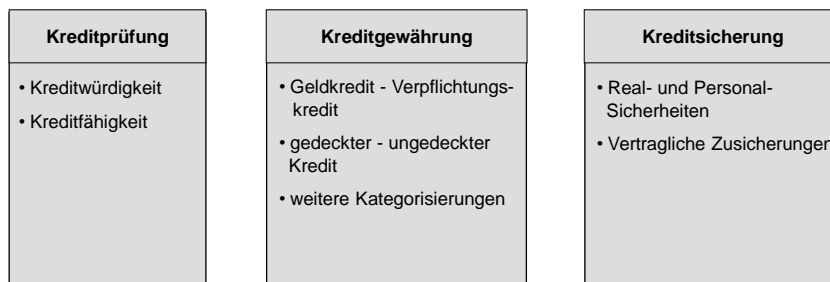 Kreditprüfung
• Kreditwürdigkeit
• Kreditfähigkeit
Kreditgewährung
• Geldkredit - Verpflichtungs-
kredit
• gedeckter - ungedeckter
Kredit
• weitere Kategorisierungen
Kreditsicherung
• Real- und Personal-
Sicherheiten
• Vertragliche Zusicherungen